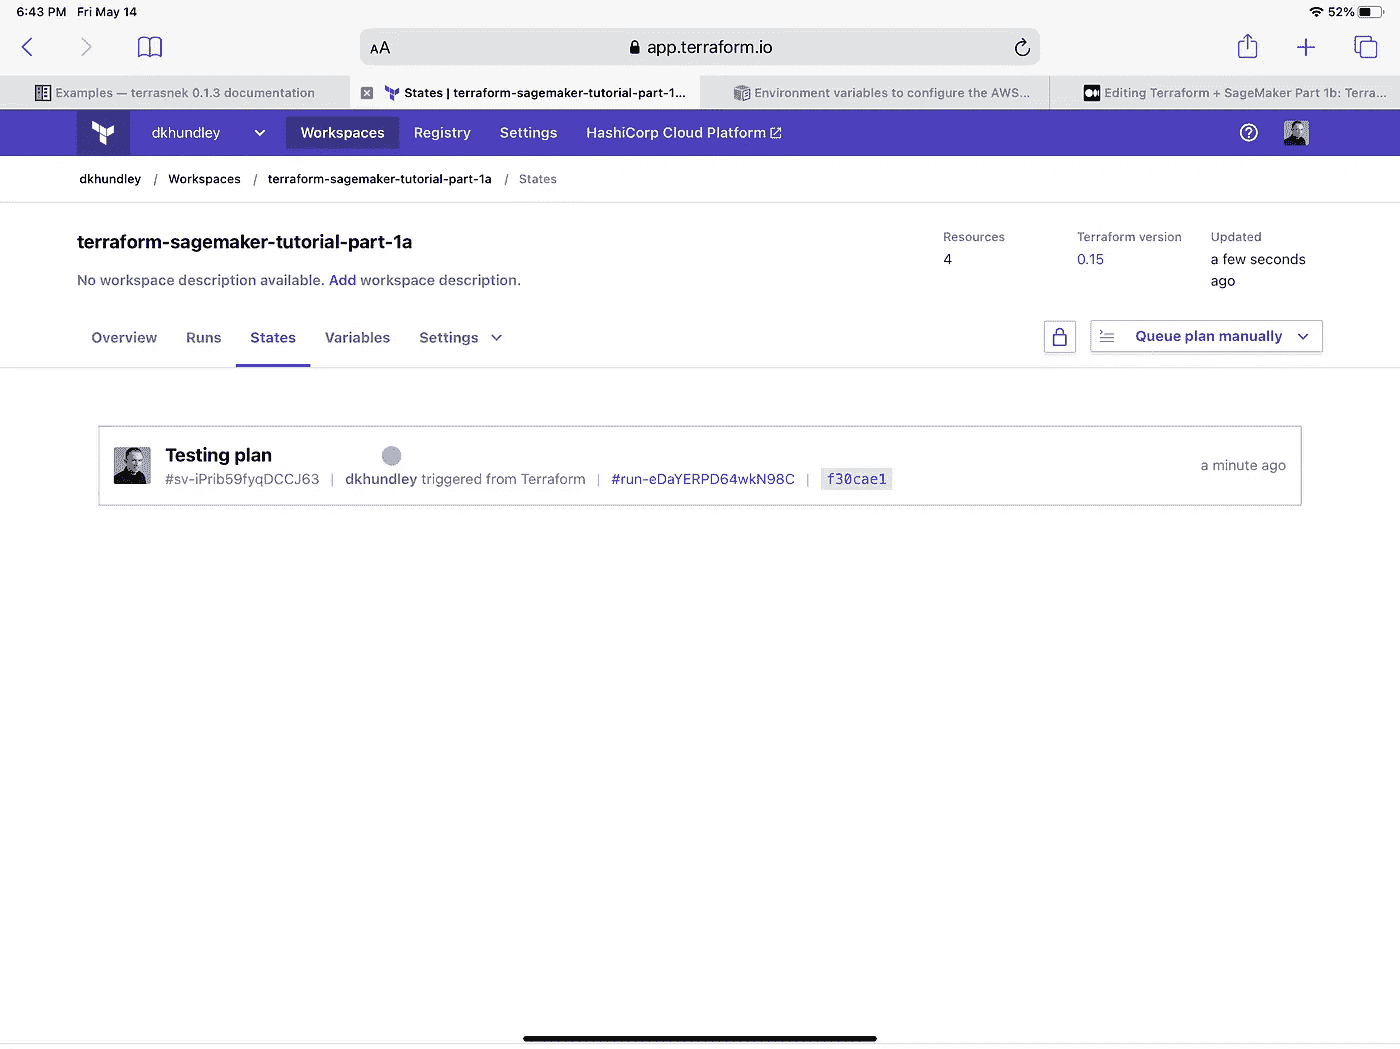 6:43 PM Fri May 14 52%
AA app.terraform.io
Examples — terrasnek 0.1.3 documentation States | terraform-sagemaker-tutorial-part-1... Environment variables to configure the AWS... Editing Terraform + SageMaker Part 1b: Terra...
dkhundley Workspaces Registry Settings HashiCorp Cloud Platform
dkhundley / Workspaces / terraform-sagemaker-tutorial-part-1a / States
terraform-sagemaker-tutorial-part-1a
No workspace description available. Add workspace description.
Resources
4
Terraform version
0.15
Updated
a few seconds
ago
Overview Runs States Variables Settings
Queue plan manually
Testing plan
#sv-iPrib59fyqDCCJ63 | dkhundley triggered from Terraform | #run-eDaYERPD64wkN98C | f30cae1
a minute ago